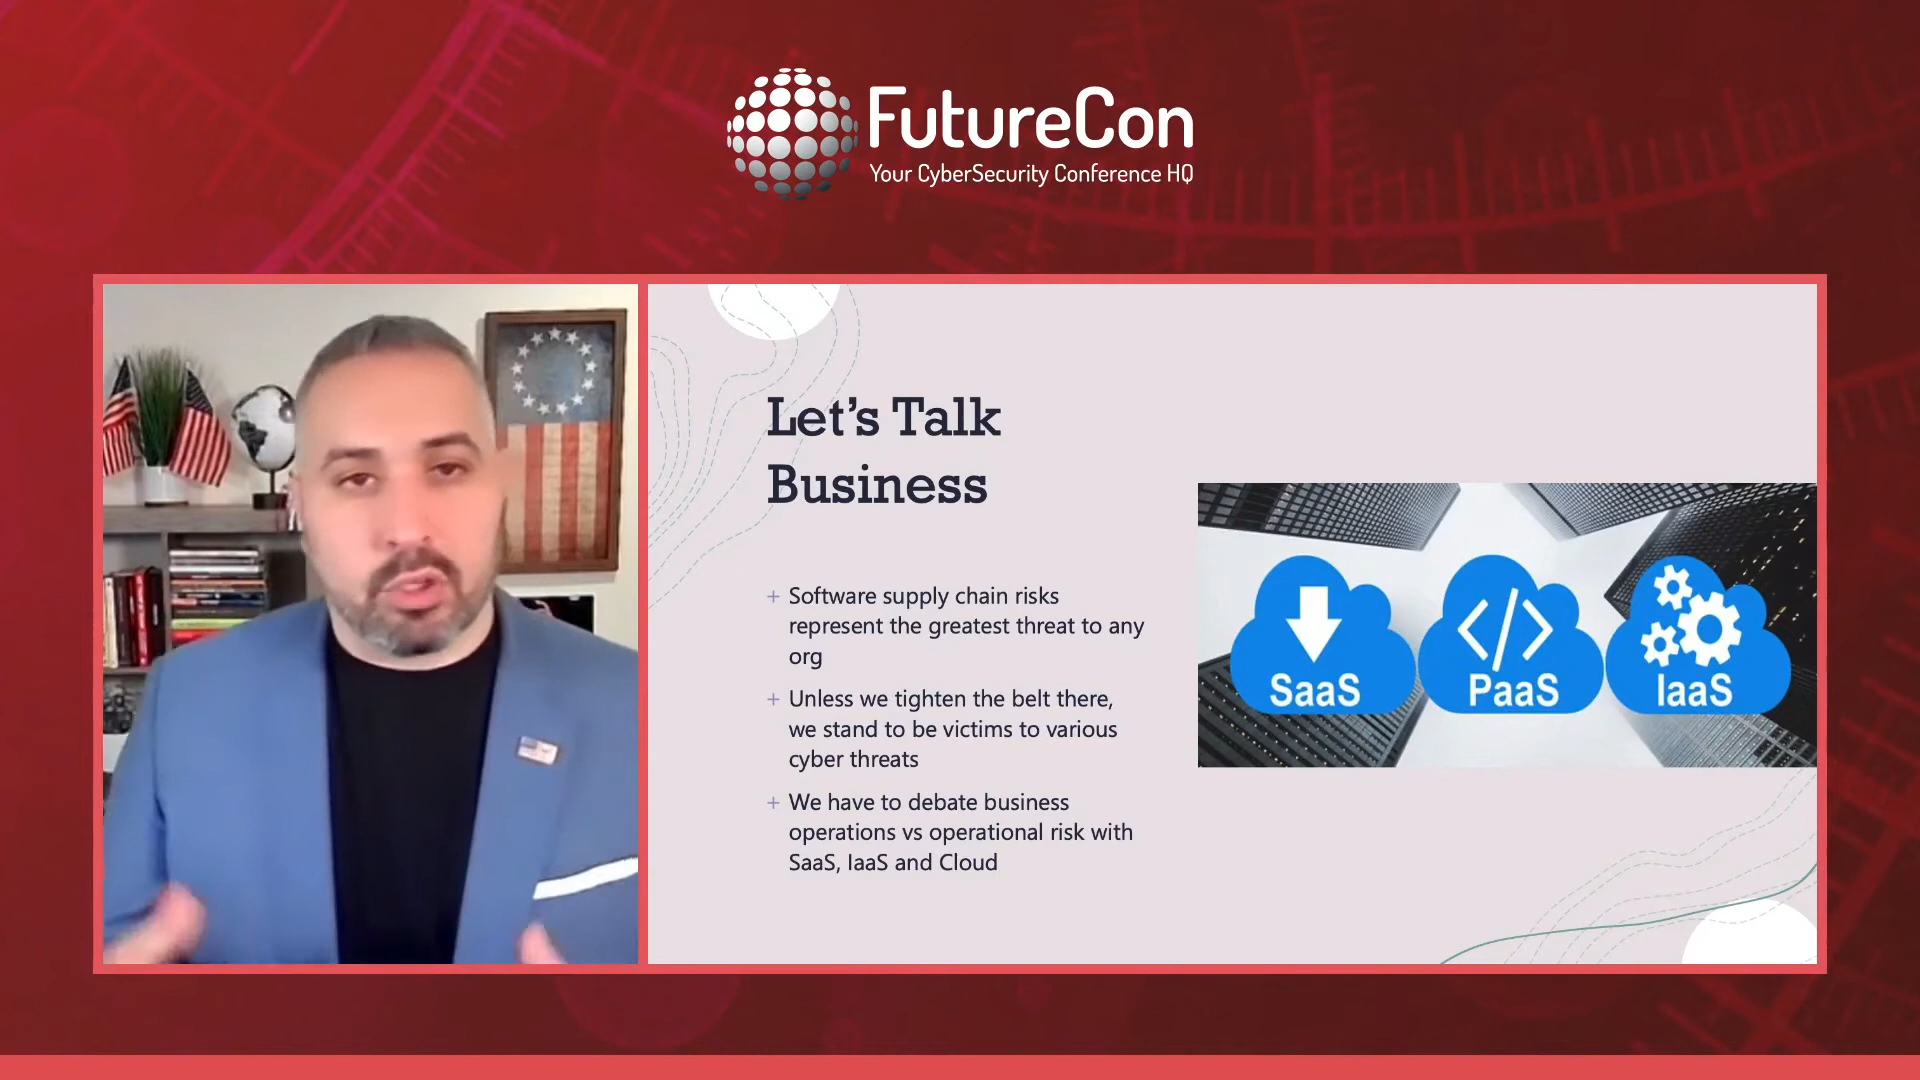 FutureCon
Your CyberSecurity Conference HQ
Let’s Talk
Business
+ Software supply chain risks
represent the greatest threat to any
org
+ Unless we tighten the belt there,
we stand to be victims to various
cyber threats
+ We have to debate business
operations vs operational risk with
SaaS, IaaS and Cloud
SaaS
PaaS
IaaS